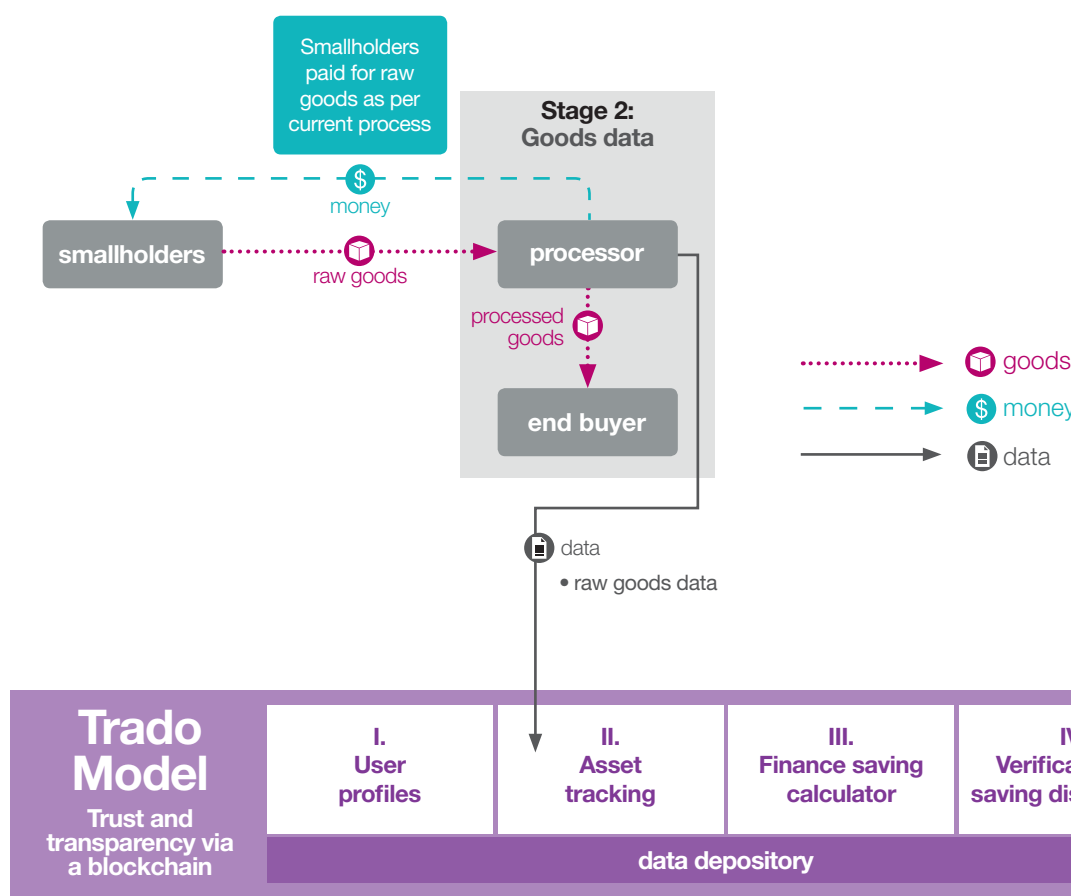 Smallholders
paid for raw
goods as per
current process
Stage 2:
Goods data
$
money
smallholders
raw goods
processor
processed
goods
end buyer
goods
$ money
data
data
• raw goods data
Trado
Model
Trust and
transparency via
a blockchain
I.
User
profiles
II.
Asset
tracking
III.
Finance saving
calculator
saving
data depository